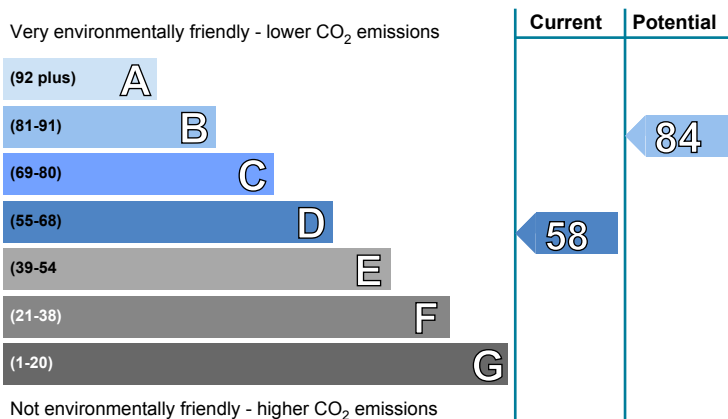 Current Potential
Very environmentally friendly - lower CO2 emissions
(92 plus) A
(81-91) B
84
(69-80) C
(55-68) D
58
(39-54 E
(21-38) F
(1-20) G
Not environmentally friendly - higher CO2 emissions